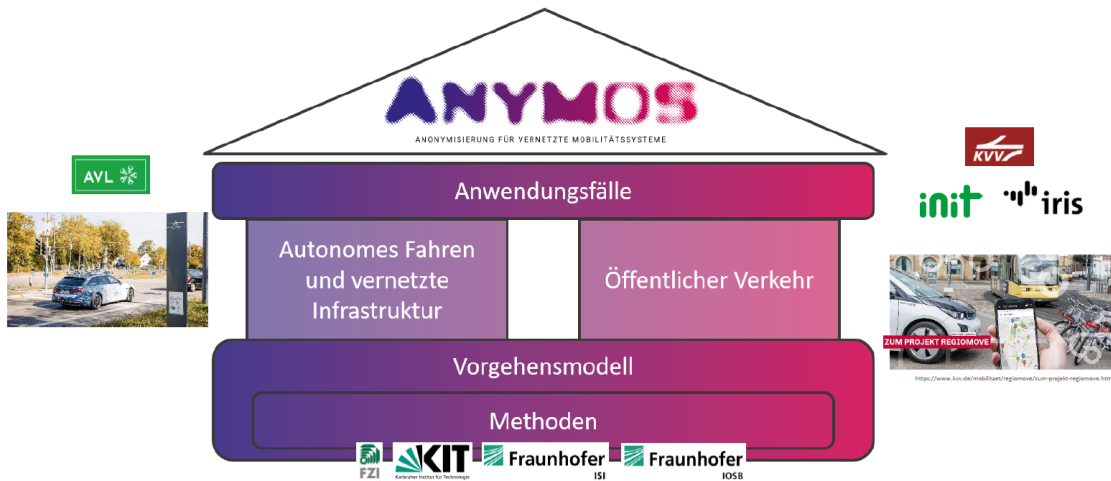 ANYMOS
ANONYMISIERUNG FÜR VERNETZTE MOBILITÄTSSYSTEME
AVL
KVV
init
iris
Anwendungsfälle
Autonomes Fahren
und vernetzte
Infrastruktur
Öffentlicher Verkehr
ZUM PROJEKT REGIOMOVE
https://www.kvv.de/mobilitaet/regiomove/zum-projekt-regiomove.htm
Vorgehensmodell
Methoden
FZI
KIT
Karlsruher Institut für Technologie
Fraunhofer
ISI
Fraunhofer
IOSB